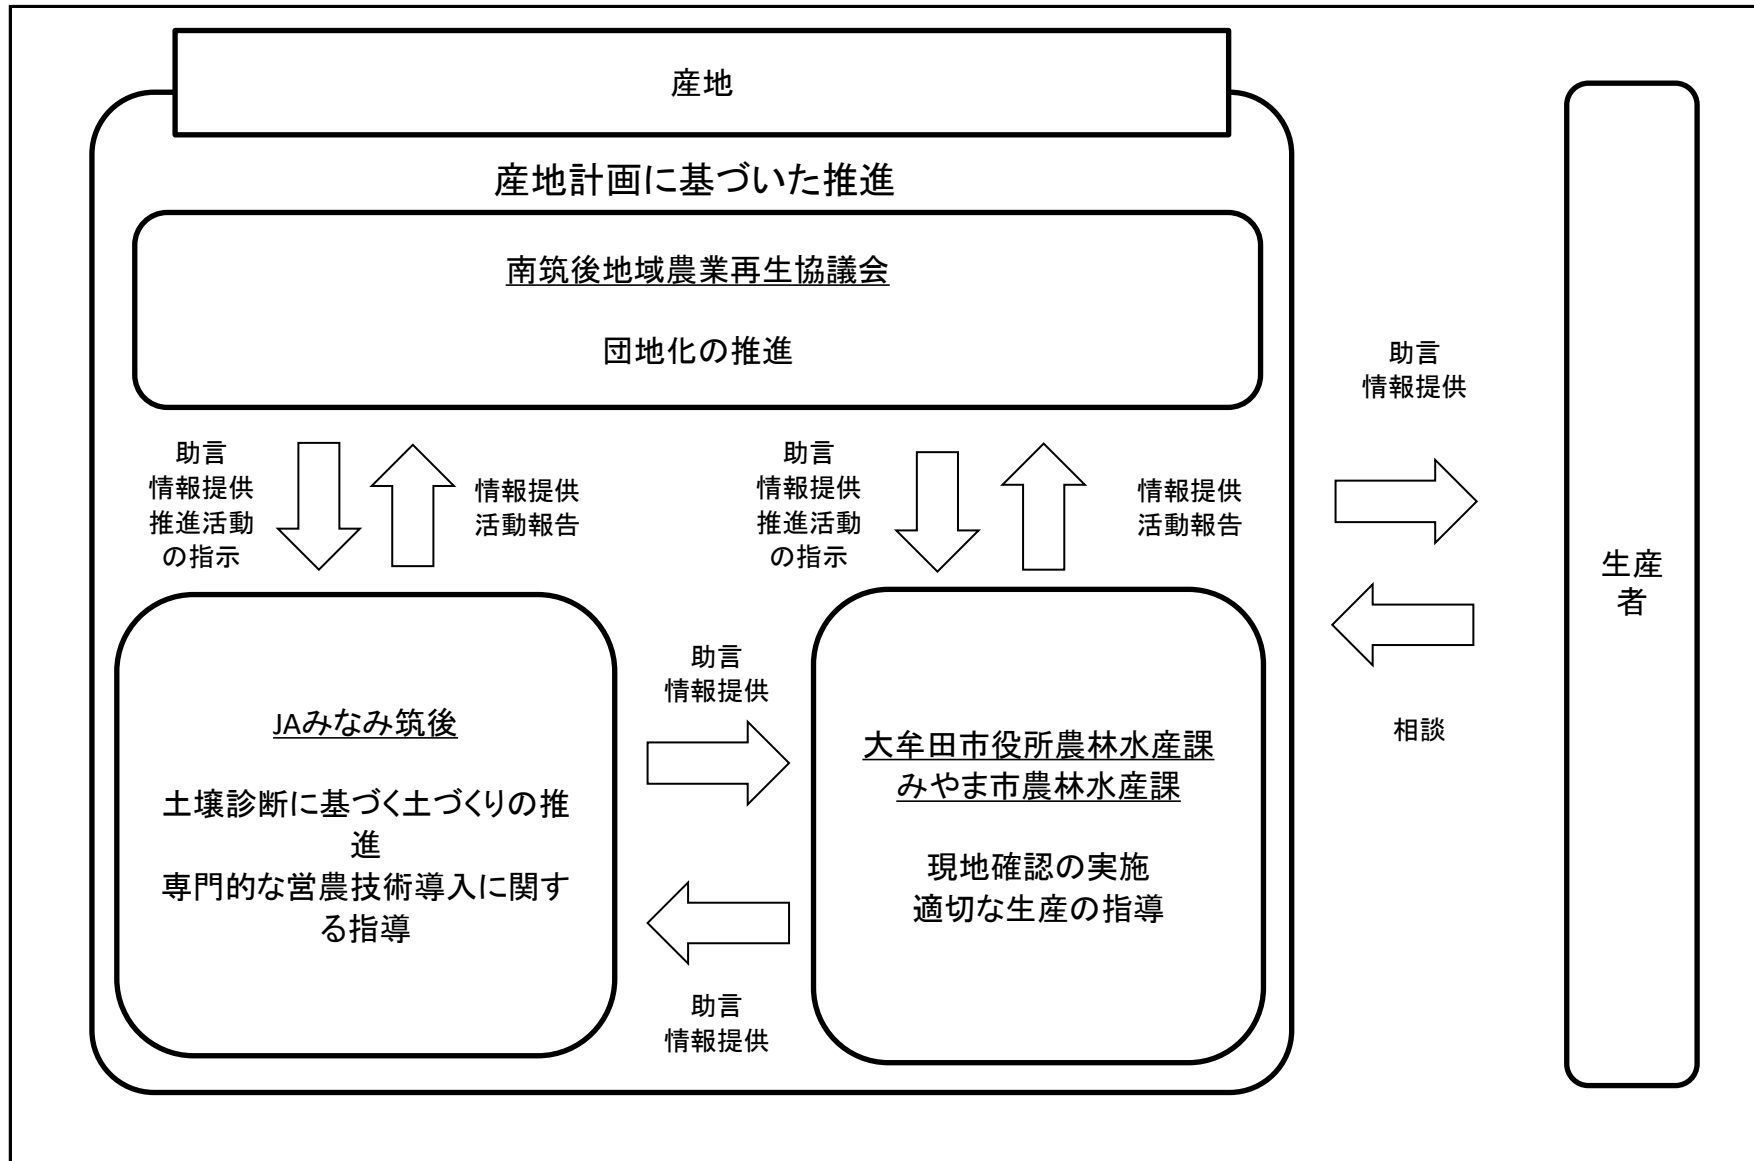 産地
産地計画に基づいた推進
南筑後地域農業再生協議会
団地化の推進
助言
情報提供
推進活動
の指示
情報提供
活動報告
助言
情報提供
推進活動
の指示
情報提供
活動報告
JAみなみ筑後
土壌診断に基づく土づくりの推
進
専門的な営農技術導入に関す
る指導
助言
情報提供
助言
情報提供
大牟田市役所農林水産課
みやま市農林水産課
現地確認の実施
適切な生産の指導
助言
情報提供
相談
生産
者